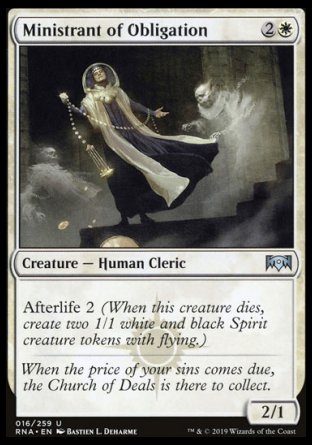 Ministrant of Obligation 2
Creature — Human Cleric
Afterlife 2 (When this creature dies,
create two 1/1 white and black Spirit
creature tokens with flying.)
When the price of your sins comes due,
the Church of Deals is there to collect.
2/1
016/259 U
RNA • EN Bastien L. Deharme
™ & © 2019 Wizards of the Coast